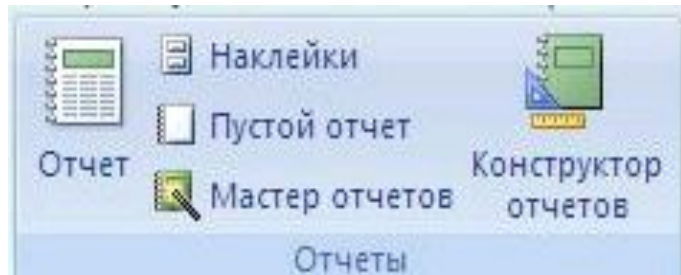 Отчет
Наклейки
Пустой отчет
Мастер отчетов
Конструктор
отчетов
Отчеты